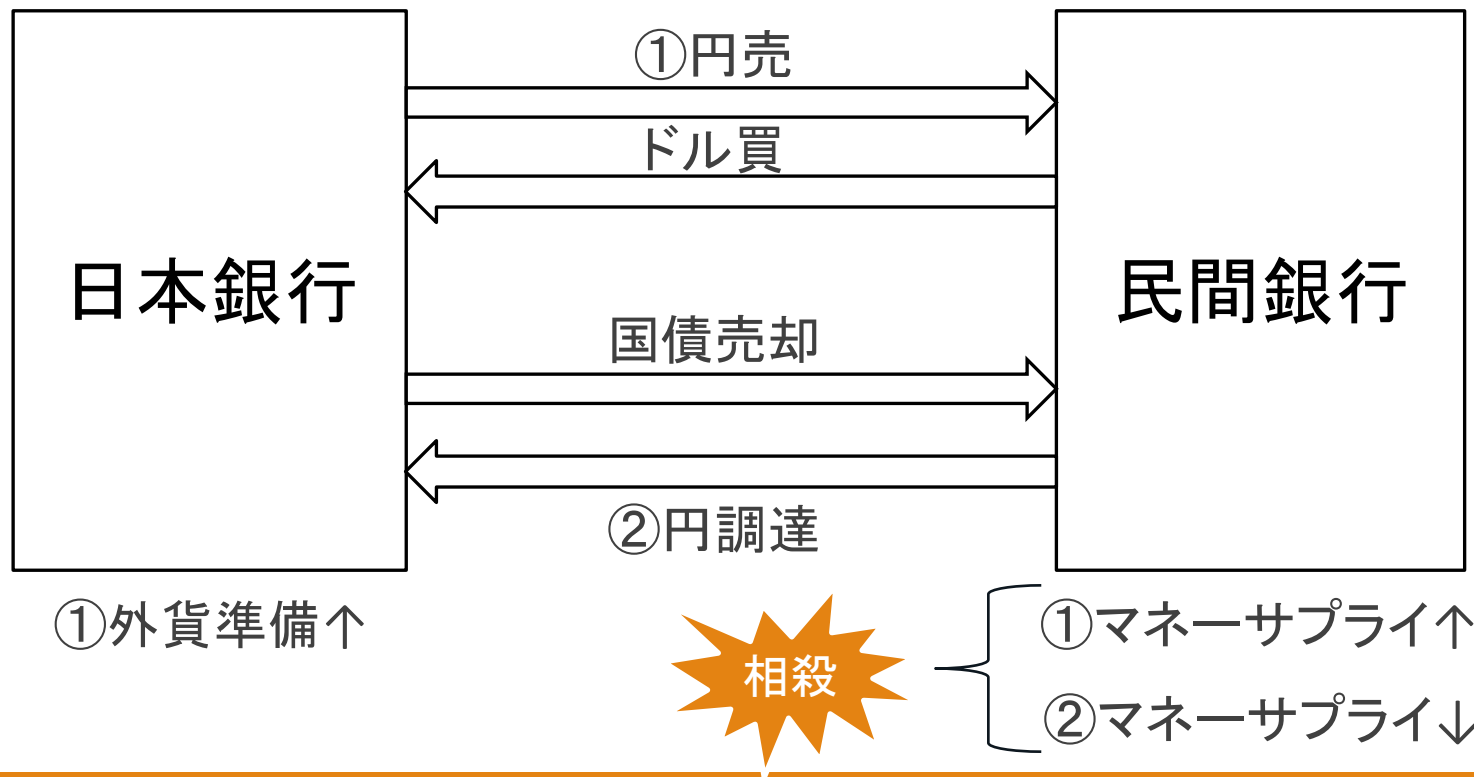 ①円売
ドル買
日本銀行
民間銀行
国債売却
②円調達
①外貨準備↑
相殺
①マネーサプライ↑
②マネーサプライ↓